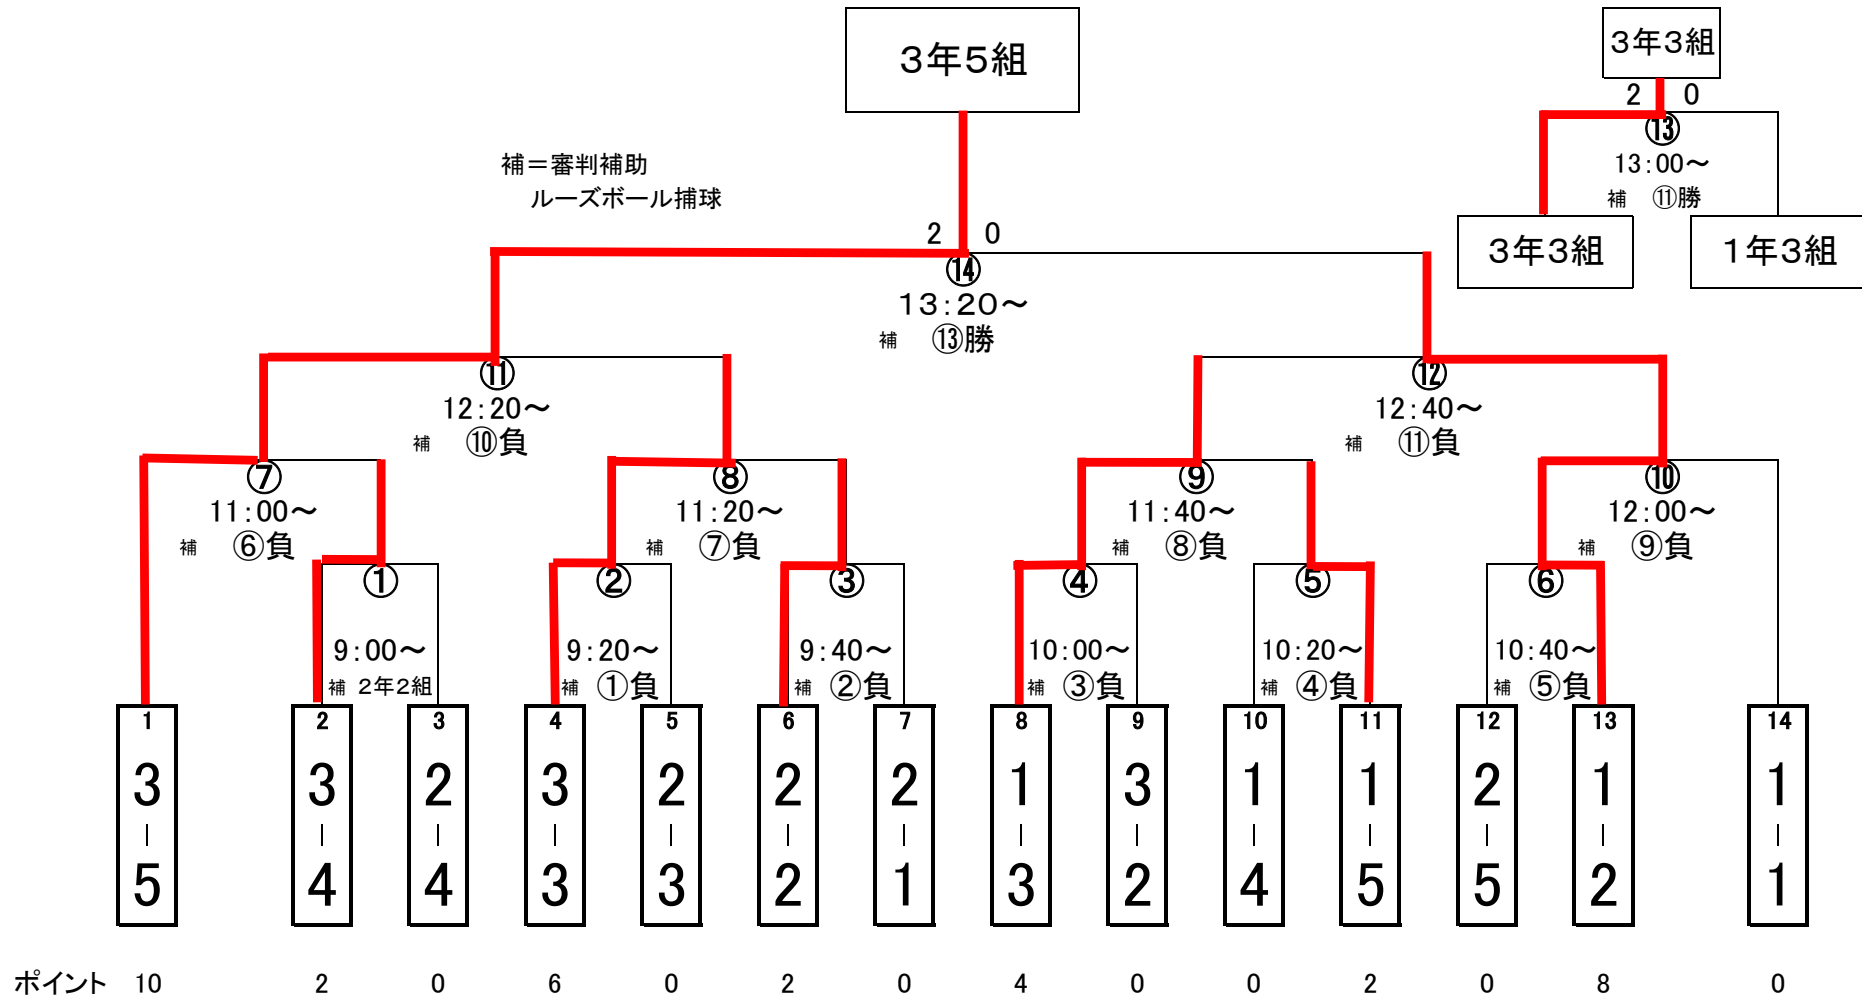 3年5組
3年3組
2 0
⑬
13:00~
補 ⑪勝
3年3組 1年3組
補=審判補助
ルーズボール捕球
2 0
⑭
13:20~
補 ⑬勝
⑪ ⑫
12:20~ 12:40~
補 ⑩負 補 ⑪負
⑦ ⑧ ⑨ ⑩
11:00~ 11:20~ 11:40~ 12:00~
補 ⑥負 補 ⑦負 補 ⑧負 補 ⑨負
① ② ③ ④ ⑤ ⑥
9:00~ 9:20~ 9:40~ 10:00~ 10:20~ 10:40~
補 2年2組 補 ①負 補 ②負 補 ③負 補 ④負 補 ⑤負
1 2 3 4 5 6 7 8 9 10 11 12 13 14
3 3 2 3 2 2 2 1 3 1 1 2 1 1
| | | | | | | | | | | | | |
5 4 4 3 3 2 1 3 2 4 5 5 2 1
ポイント 10 2 0 6 0 2 0 4 0 0 2 0 8 0